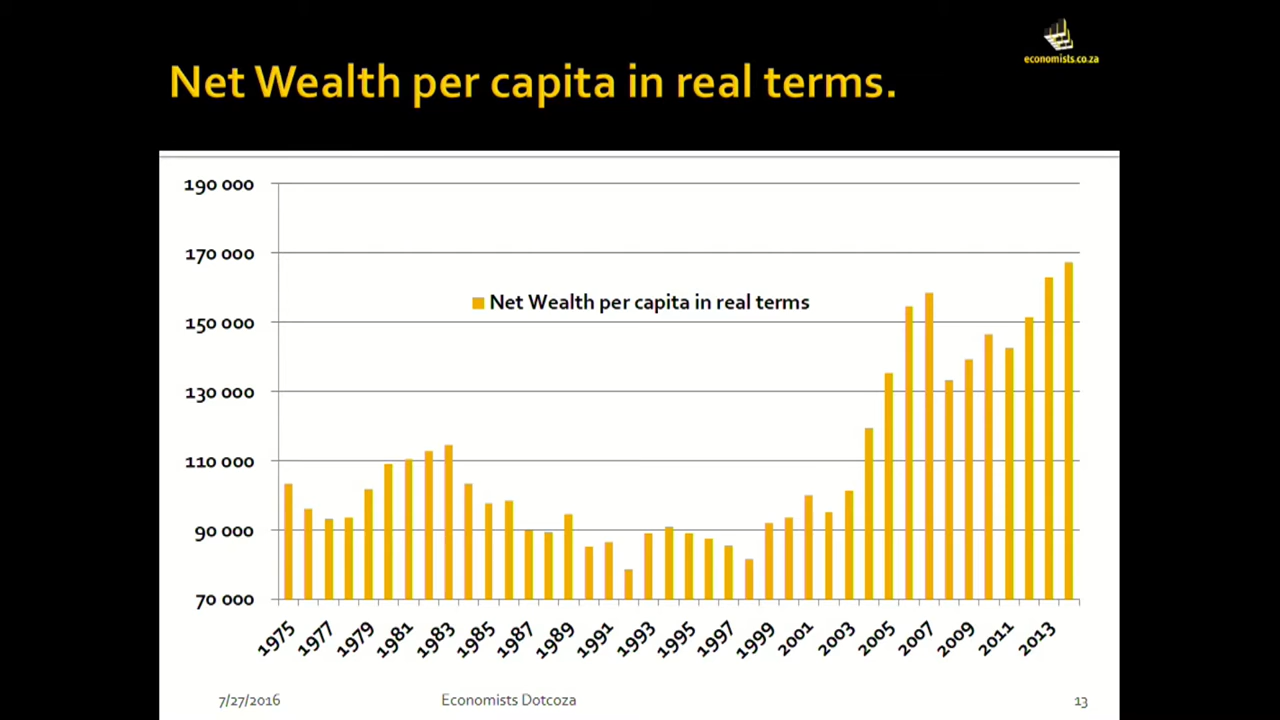 economists.co.za
Net Wealth per capita in real terms.
190 000
170 000
150 000
130 000
110 000
90 000
70 000
Net Wealth per capita in real terms
1975 1977 1979 1981 1983 1985 1987 1989 1991 1993 1995 1997 1999 2001 2003 2005 2007 2009 2011 2013
7/27/2016 Economists Dotcoza 13